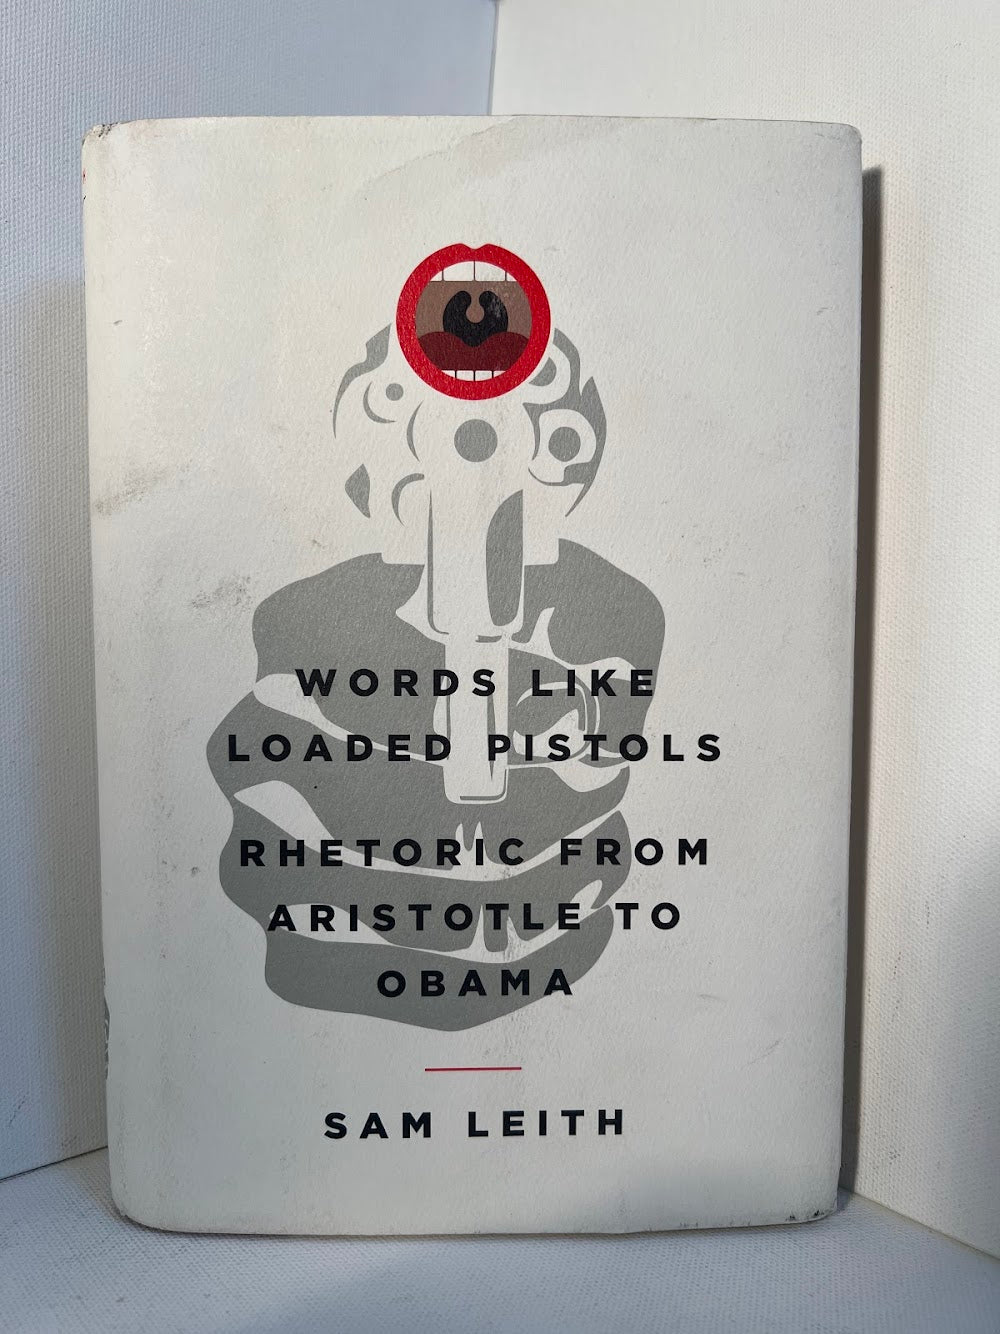 WORDS LIKE
LOADED PISTOLS
RHETORIC FROM
ARISTOTLE TO
OBAMA
SAM LEITH